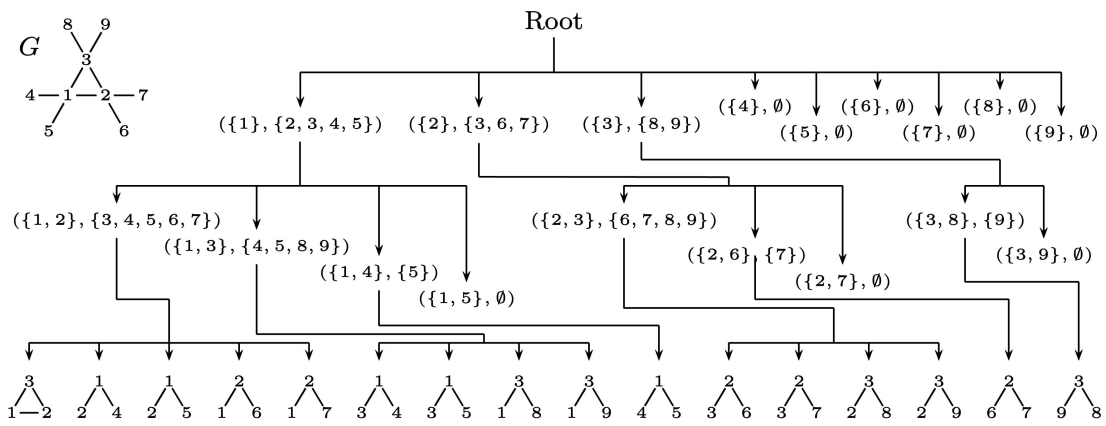 Root
G
8 9
3
4 1 2 7
5 6
({1}, {2, 3, 4, 5}) ({2}, {3, 6, 7}) ({3}, {8, 9}) ({4}, ∅) ({5}, ∅) ({6}, ∅) ({7}, ∅) ({8}, ∅) ({9}, ∅)
({1, 2}, {3, 4, 5, 6, 7}) ({1, 3}, {4, 5, 8, 9}) ({1, 4}, {5}) ({1, 5}, ∅) ({2, 3}, {6, 7, 8, 9}) ({2, 6}, {7}) ({2, 7}, ∅) ({3, 8}, {9}) ({3, 9}, ∅)
3 1 1 2 2 1 1 3 3 1 2 2 3 3 2 3
1 2 2 4 2 5 1 6 1 7 3 4 3 5 1 8 1 9 4 5 3 6 3 7 2 8 2 9 6 7 9 8